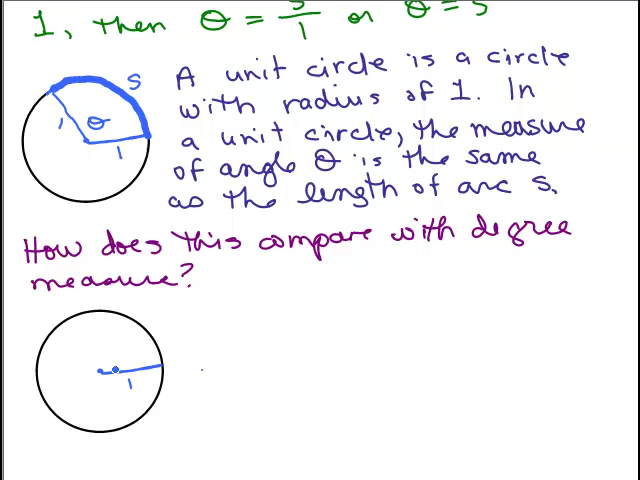 1, then θ = s/1 or θ = s
A unit circle is a circle
with radius of 1. In
a unit circle, the measure
of angle θ is the same
as the length of arc s.
s
1 θ
1
How does this compare with degree
measure?
1